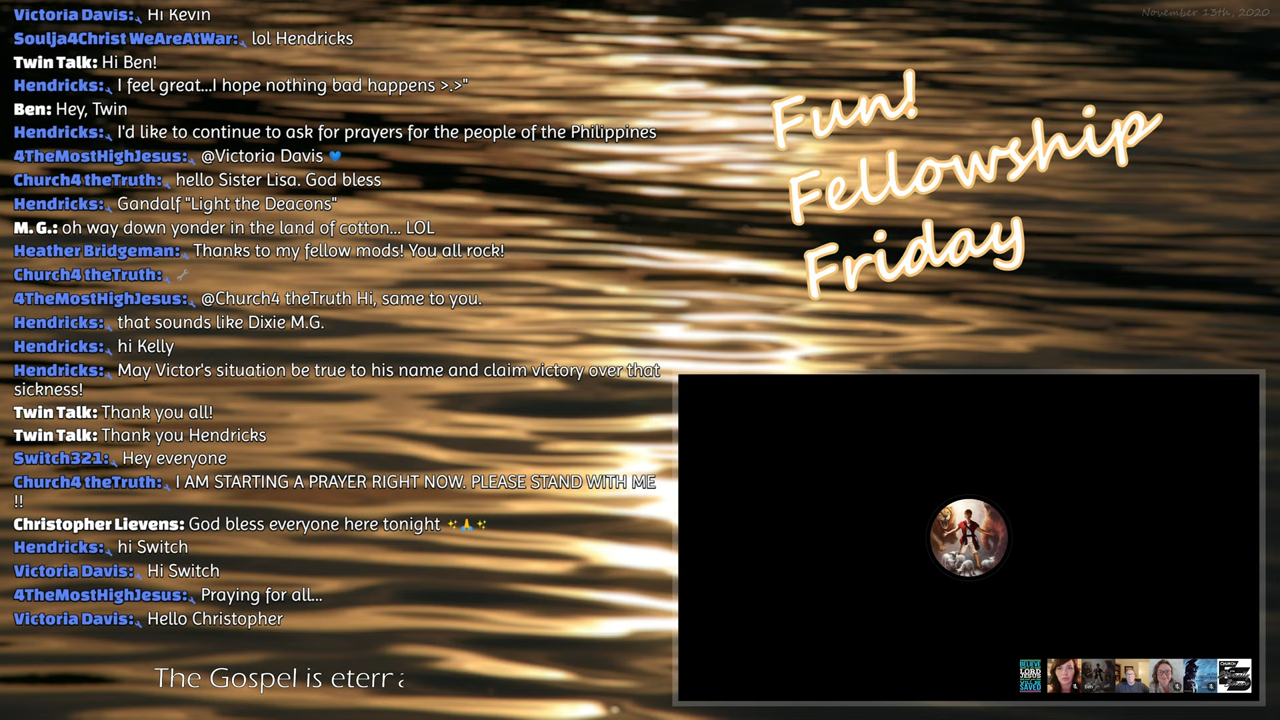 Victoria Davis: Hi Kevin
Soulja4Christ WeAreAtWar: lol Hendricks
Twin Talk: Hi Ben!
Hendricks: I feel great...I hope nothing bad happens >.>"
Ben: Hey, Twin
Hendricks: I'd like to continue to ask for prayers for the people of the Philippines
4TheMostHighJesus: @Victoria Davis 💙
Church4 theTruth: hello Sister Lisa. God bless
Hendricks: Gandalf "Light the Deacons"
M. G.: oh way down yonder in the land of cotton... LOL
Heather Bridgeman: Thanks to my fellow mods! You all rock!
Church4 theTruth:
4TheMostHighJesus: @Church4 theTruth Hi, same to you.
Hendricks: that sounds like Dixie M.G.
Hendricks: hi Kelly
Hendricks: May Victor's situation be true to his name and claim victory over that
sickness!
Twin Talk: Thank you all!
Twin Talk: Thank you Hendricks
Switch321: Hey everyone
Church4 theTruth: I AM STARTING A PRAYER RIGHT NOW. PLEASE STAND WITH ME
!!
Christopher Lievens: God bless everyone here tonight ✨🙏✨
Hendricks: hi Switch
Victoria Davis: Hi Switch
4TheMostHighJesus: Praying for all...
Victoria Davis: Hello Christopher
The Gospel is
November 13th, 2020
Fun!
Fellowship
Friday
BELIEVE
LORD
JESUS
SAVED